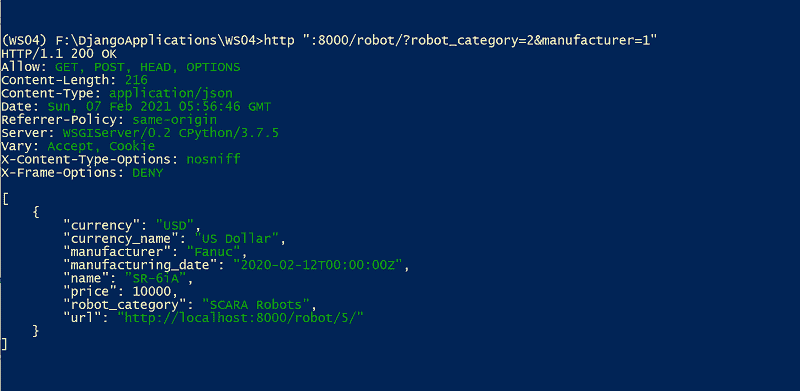 (WS04) F:\DjangoApplications\WS04>http ":8000/robot/?robot_category=2&manufacturer=1"
HTTP/1.1 200 OK
Allow: GET, POST, HEAD, OPTIONS
Content-Length: 216
Content-Type: application/json
Date: Sun, 07 Feb 2021 05:56:46 GMT
Referrer-Policy: same-origin
Server: WSGIServer/0.2 CPython/3.7.5
Vary: Accept, Cookie
X-Content-Type-Options: nosniff
X-Frame-Options: DENY
[
    {
        "currency": "USD",
        "currency_name": "US Dollar",
        "manufacturer": "Fanuc",
        "manufacturing_date": "2020-02-12T00:00:00Z",
        "name": "SR-6iA",
        "price": 10000,
        "robot_category": "SCARA Robots",
        "url": "http://localhost:8000/robot/5/"
    }
]